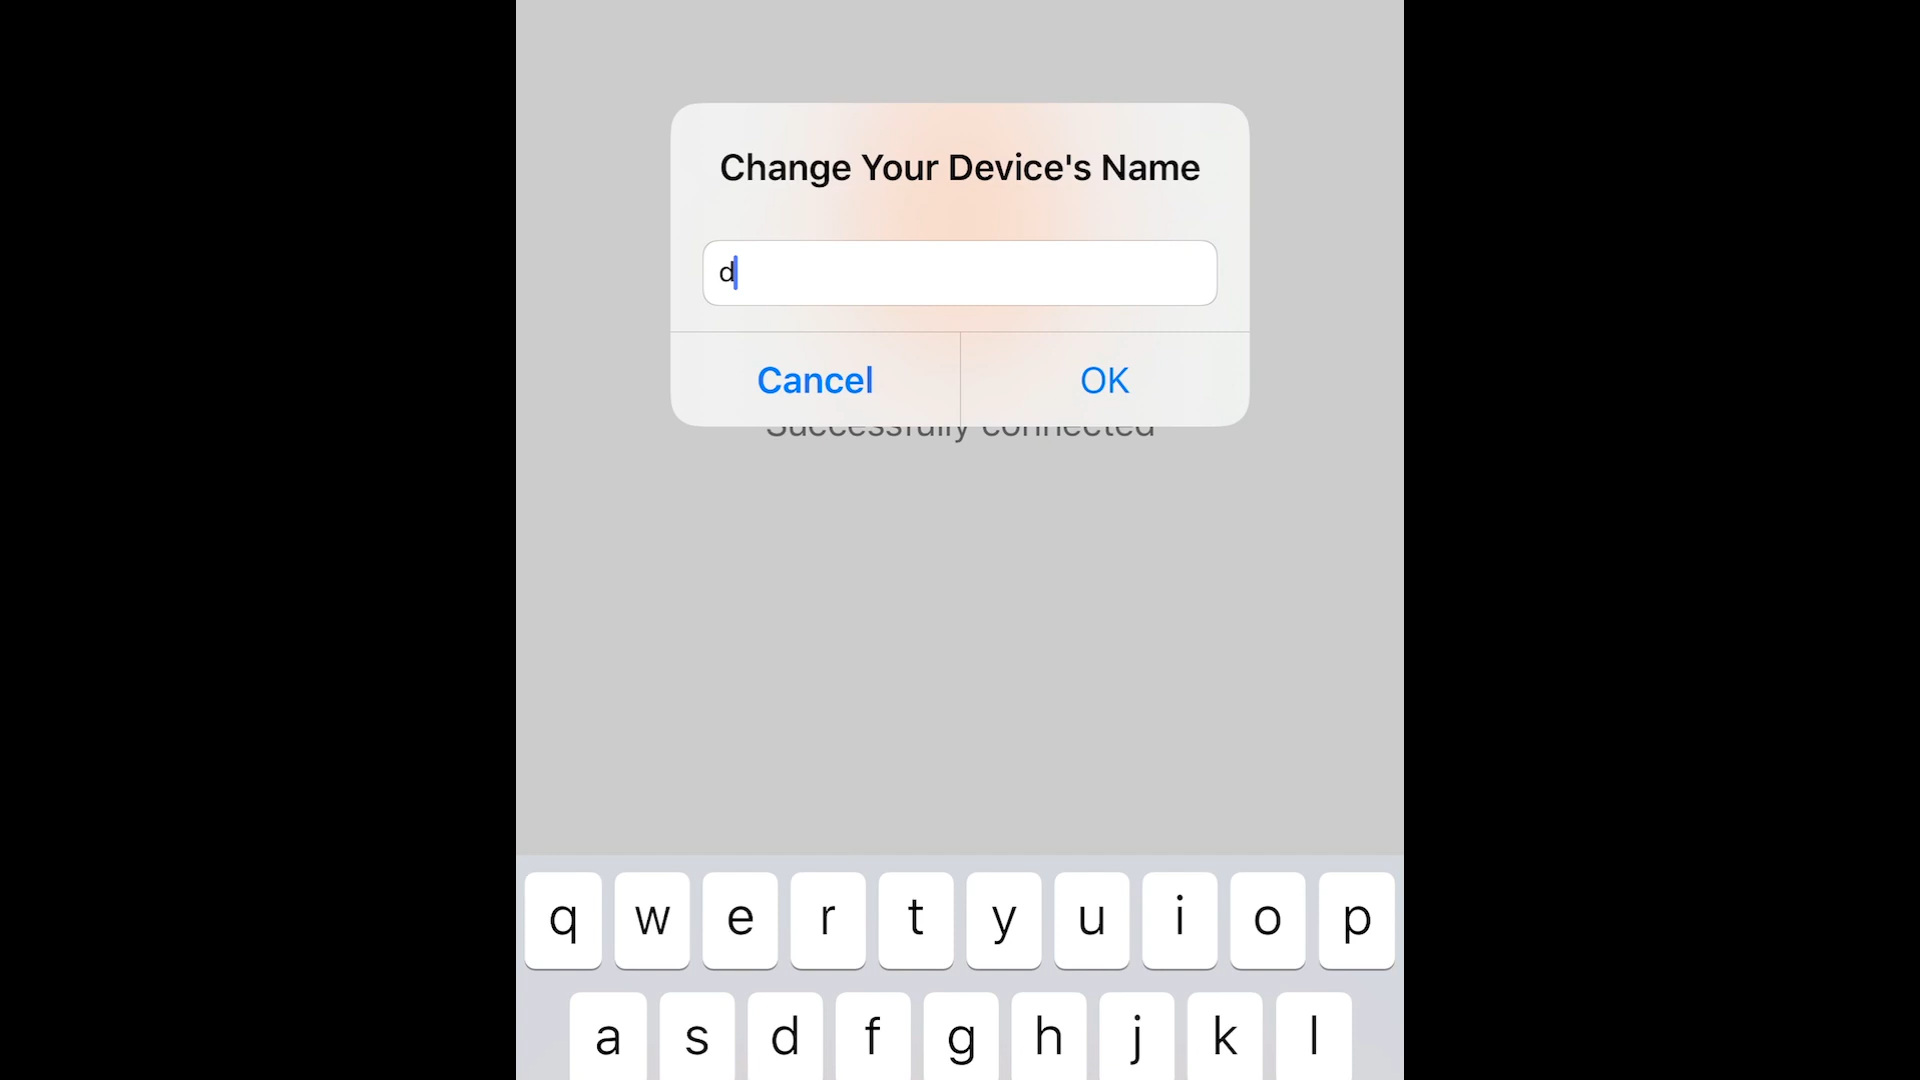 Change Your Device's Name
d
Cancel OK
Successfully connected
q w e r t y u i o p
a s d f g h j k l